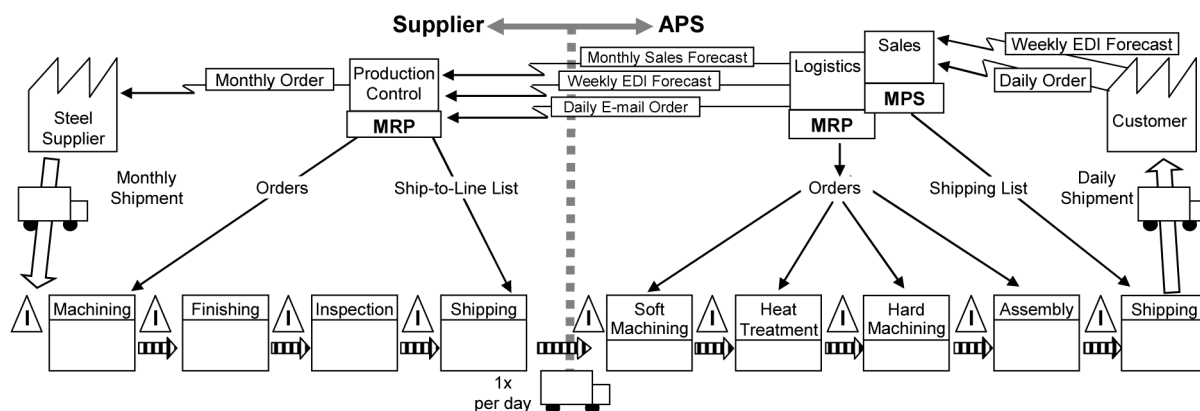 Supplier
APS
Monthly Order
Production
Control
MRP
Monthly Sales Forecast
Weekly EDI Forecast
Daily E-mail Order
Logistics
MRP
Sales
MPS
Weekly EDI Forecast
Daily Order
Steel
Supplier
Customer
Monthly
Shipment
Orders
Ship-to-Line List
Orders
Shipping List
Daily
Shipment
I
Machining
I
Finishing
I
Inspection
I
Shipping
I
Soft
Machining
I
Heat
Treatment
I
Hard
Machining
I
Assembly
I
Shipping
1x
per day